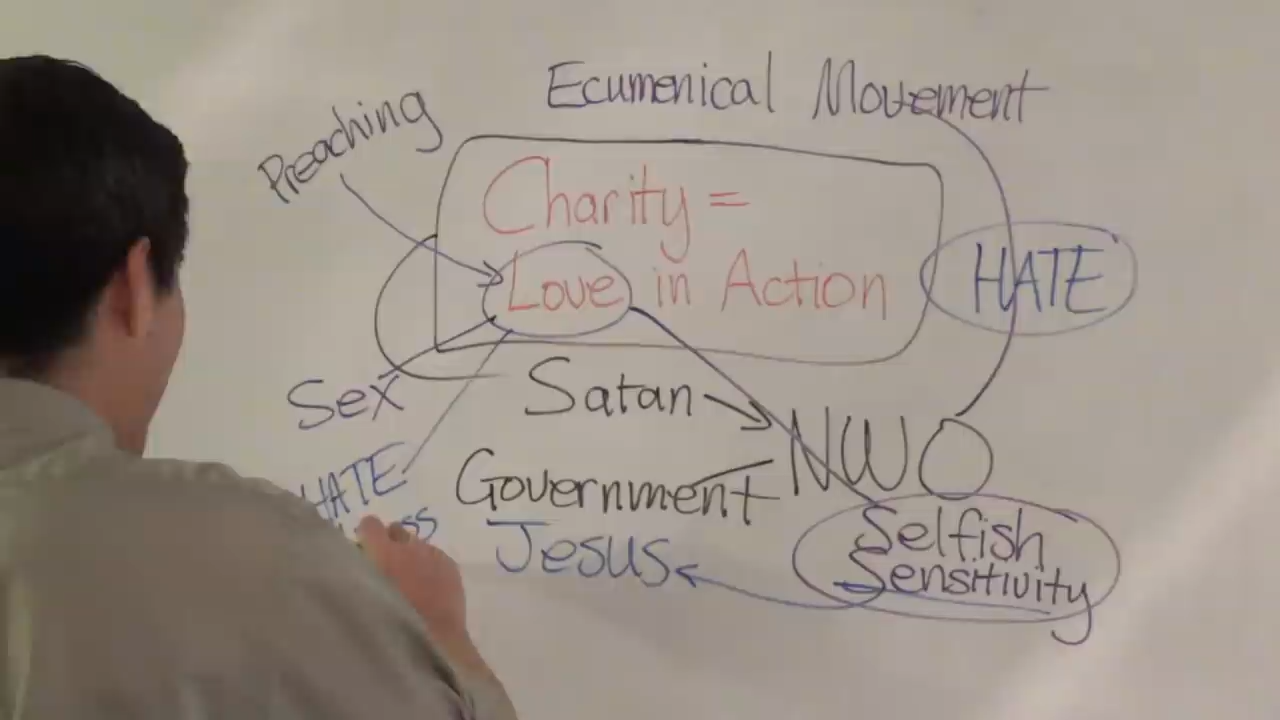 Ecumenical Movement
Preaching
Charity =
Love in Action
HATE
Sex
Satan
NWO
HATE
Government
Jesus
Selfish
Sensitivity